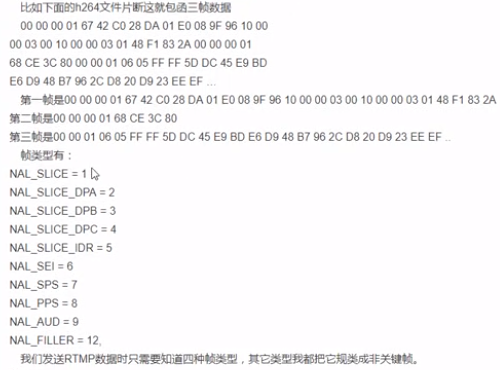 比如下面的h264文件片断这就包函三帧数据
00 00 00 01 67 42 C0 28 DA 01 E0 08 9F 96 10 00
00 03 00 10 00 00 03 01 48 F1 83 2A 00 00 00 01
68 CE 3C 80 00 00 01 06 05 FF FF 5D DC 45 E9 BD
E6 D9 48 B7 96 2C D8 20 D9 23 EE EF ...
第一帧是00 00 00 01 67 42 C0 28 DA 01 E0 08 9F 96 10 00 00 03 00 10 00 00 03 01 48 F1 83 2A
第二帧是00 00 00 01 68 CE 3C 80
第三帧是00 00 01 06 05 FF FF 5D DC 45 E9 BD E6 D9 48 B7 96 2C D8 20 D9 23 EE EF ..
帧类型有：
NAL_SLICE = 1
NAL_SLICE_DPA = 2
NAL_SLICE_DPB = 3
NAL_SLICE_DPC = 4
NAL_SLICE_IDR = 5
NAL_SEI = 6
NAL_SPS = 7
NAL_PPS = 8
NAL_AUD = 9
NAL_FILLER = 12,
我们发送RTMP数据时只需要知道四种帧类型，其它类型我都把它规类成非关键帧。